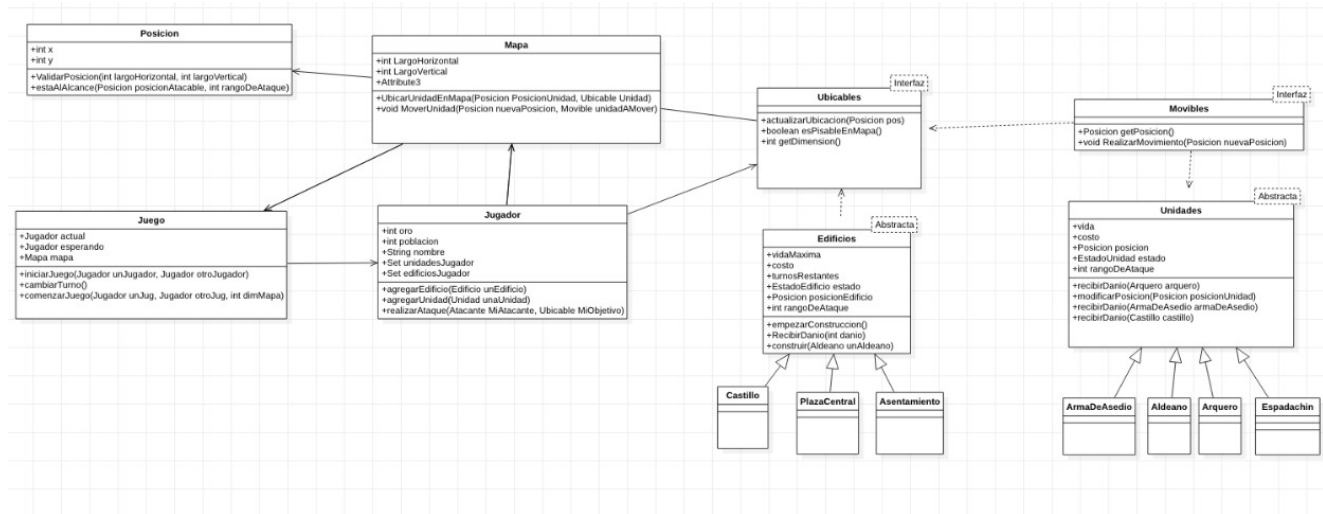 Posicion
+int x
+int y
+ValidarPosicion(int largoHorizontal, int largoVertical)
+estaAlAlcance(Posicion posicionAtacable, int rangoDeAtaque)
Mapa
+int LargoHorizontal
+int LargoVertical
+Attribute3
+UbicarUnidadEnMapa(Posicion PosicionUnidad, Ubicable Unidad)
+void MoverUnidad(Posicion nuevaPosicion, Movible unidadAMover)
Interfaz
Ubicables
+actualizarUbicacion(Posicion pos)
+boolean esPisableEnMapa()
+int getDimension()
Interfaz
Movibles
+Posicion getPosicion()
+void RealizarMovimiento(Posicion nuevaPosicion)
Juego
+Jugador actual
+Jugador esperando
+Mapa mapa
+iniciarJuego(Jugador unJugador, Jugador otroJugador)
+cambiarTurno()
+comenzarJuego(Jugador unJug, Jugador otroJug, int dimMapa)
Jugador
+int oro
+int poblacion
+String nombre
+Set unidadesJugador
+Set edificiosJugador
+agregarEdificio(Edificio unEdificio)
+agregarUnidad(Unidad unaUnidad)
+realizarAtaque(Atacante MiAtacante, Ubicable MiObjetivo)
Abstracta
Edificios
+vidaMaxima
+costo
+turnosRestantes
+EstadoEdificio estado
+Posicion posicionEdificio
+int rangoDeAtaque
+empezarConstruccion()
+RecibirDanio(int danio)
+construir(Aldeano unAldeano)
Abstracta
Unidades
+vida
+costo
+Posicion posicion
+EstadoUnidad estado
+int rangoDeAtaque
+recibirDanio(Arquero arquero)
+modificarPosicion(Posicion posicionUnidad)
+recibirDanio(ArmaDeAsedio armaDeAsedio)
+recibirDanio(Castillo castillo)
Castillo
PlazaCentral
Asentamiento
ArmaDeAsedio
Aldeano
Arquero
Espadachin